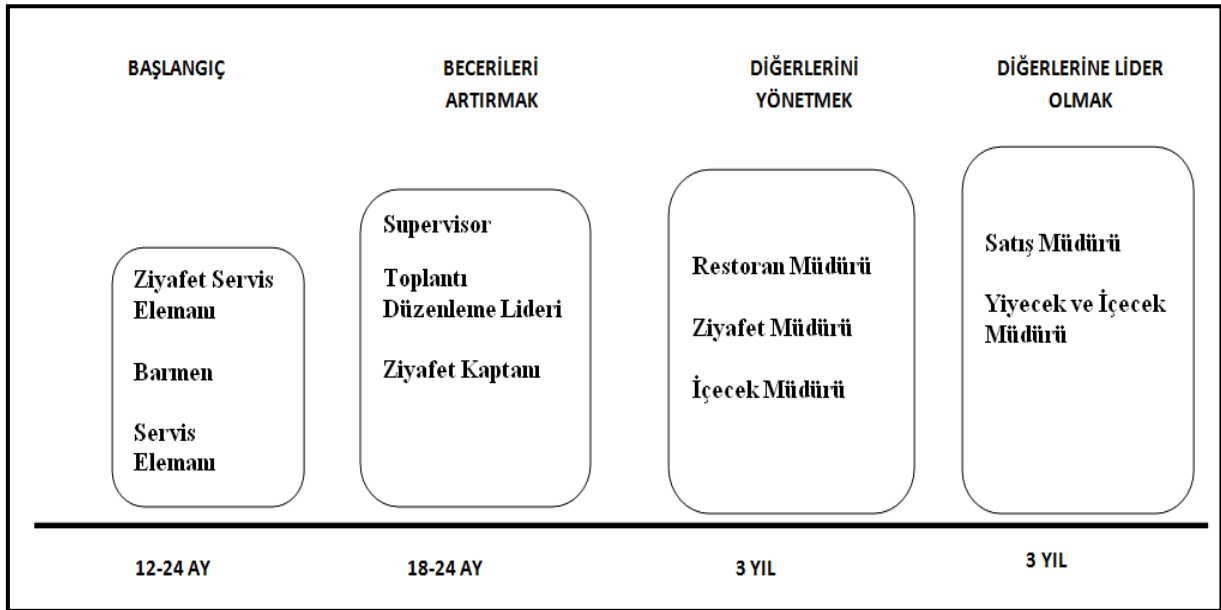 BAŞLANGIÇ
BECERİLERİ
ARTIRMAK
DİĞERLERİNİ
YÖNETMEK
DİĞERLERİNE LİDER
OLMAK
Ziyafet Servis
Elemanı
Barmen
Servis
Elemanı
Supervisor
Toplantı
Düzenleme Lideri
Ziyafet Kaptanı
Restoran Müdürü
Ziyafet Müdürü
İçecek Müdürü
Satış Müdürü
Yiyecek ve İçecek
Müdürü
12-24 AY
18-24 AY
3 YIL
3 YIL